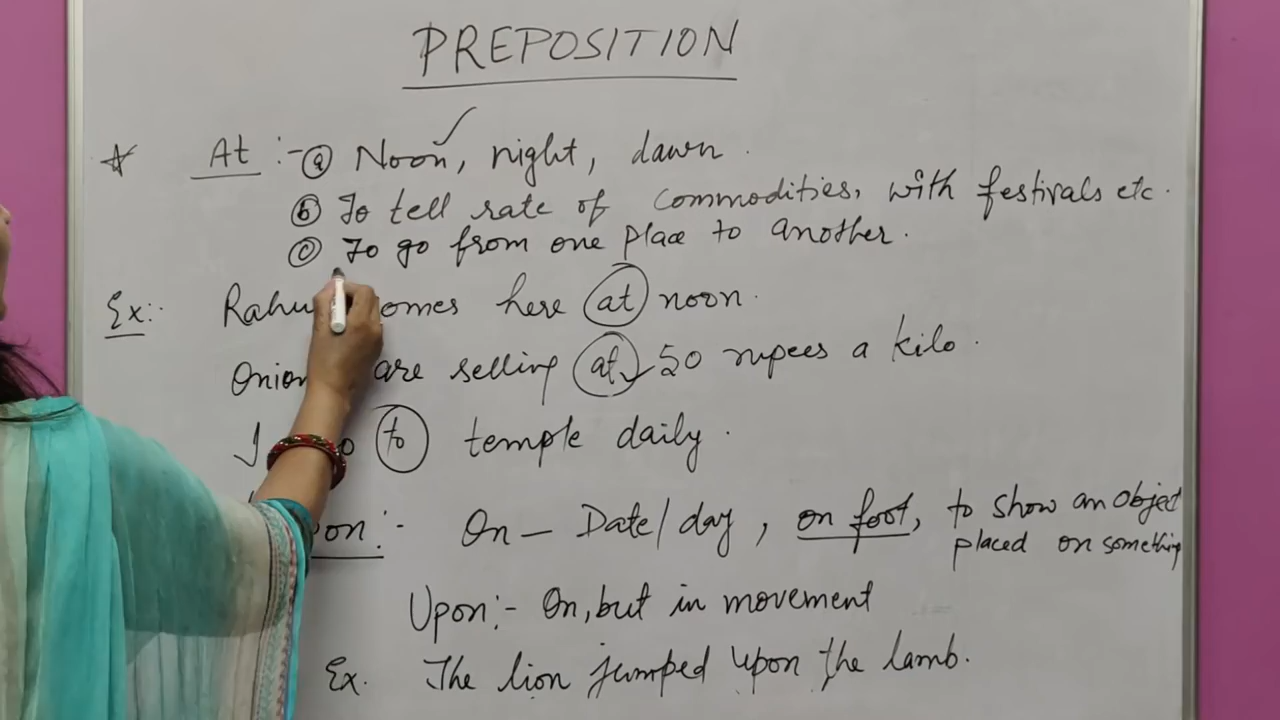 PREPOSITION
☆ At :- (a) Noon, night, dawn.
(b) To tell rate of commodities, with festivals etc.
(c) To go from one place to another.
Ex:- Rahu omes here at noon.
Onion are selling at 50 rupees a kilo.
I o to temple daily.
pon :- On - Date/day, on foot, to show an object
placed on something
Upon :- On, but in movement
Ex. The lion jumped upon the lamb.